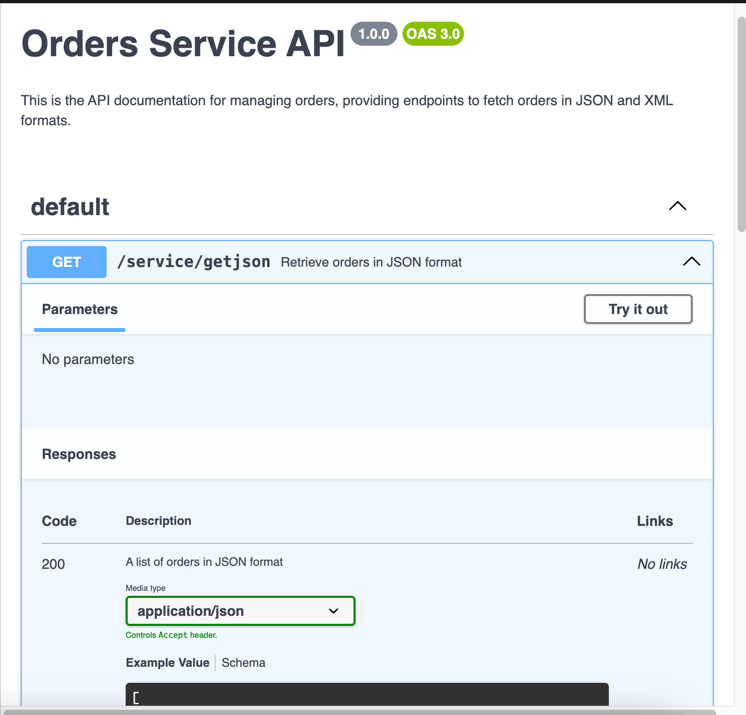 Orders Service API 1.0.0 OAS 3.0
This is the API documentation for managing orders, providing endpoints to fetch orders in JSON and XML
formats.
default
GET /service/getjson Retrieve orders in JSON format
Parameters Try it out
No parameters
Responses
Code Description Links
200 A list of orders in JSON format No links
Media type
application/json
Controls Accept header.
Example Value Schema
[